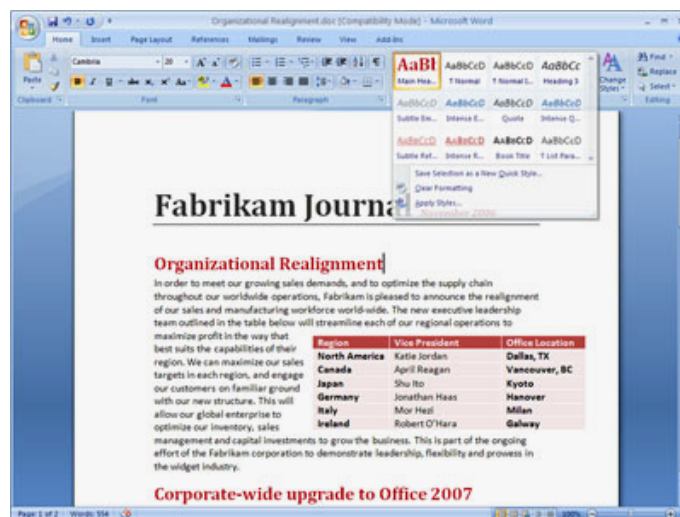 Organizational Realignment.doc [Compatibility Mode] - Microsoft Word
Home Insert Page Layout References Mailings Review View Add-Ins
Cambria 20
Paste
Clipboard Font Paragraph
AaBl AaBbCcD AaBbCcD AaBbCc
Main Hea... ¶ Normal ¶ Normal I... Heading 3
AaBbCcD AaBbCcD AaBbCcD AaBbCcD
Subtle Em... Intense E... Quote Intense Q...
AaBbCcD AaBbCcD AaBbCcD AaBbCcD
Subtle Ref... Intense R... Book Title ¶ List Para...
Save Selection as a New Quick Style...
Clear Formatting
Apply Styles...
Change
Styles
Find
Replace
Select
Editing
Fabrikam Journa
November 2006
Organizational Realignment
In order to meet our growing sales demands, and to optimize the supply chain
throughout our worldwide operations, Fabrikam is pleased to announce the realignment
of our sales and manufacturing workforce world-wide. The new executive leadership
team outlined in the table below will streamline each of our regional operations to
maximize profit in the way that
best suits the capabilities of their
region. We can maximize our sales
targets in each region, and engage
our customers on familiar ground
with our new structure. This will
allow our global enterprise to
optimize our inventory, sales
management and capital investments to grow the business. This is part of the ongoing
effort of the Fabrikam corporation to demonstrate leadership, flexibility and prowess in
the widget industry.
Region Vice President Office Location
North America Katie Jordan Dallas, TX
Canada April Reagan Vancouver, BC
Japan Shu Ito Kyoto
Germany Jonathan Haas Hanover
Italy Mor Hezi Milan
Ireland Robert O'Hara Galway
Corporate-wide upgrade to Office 2007
Page: 1 of 2 Words: 554 100%